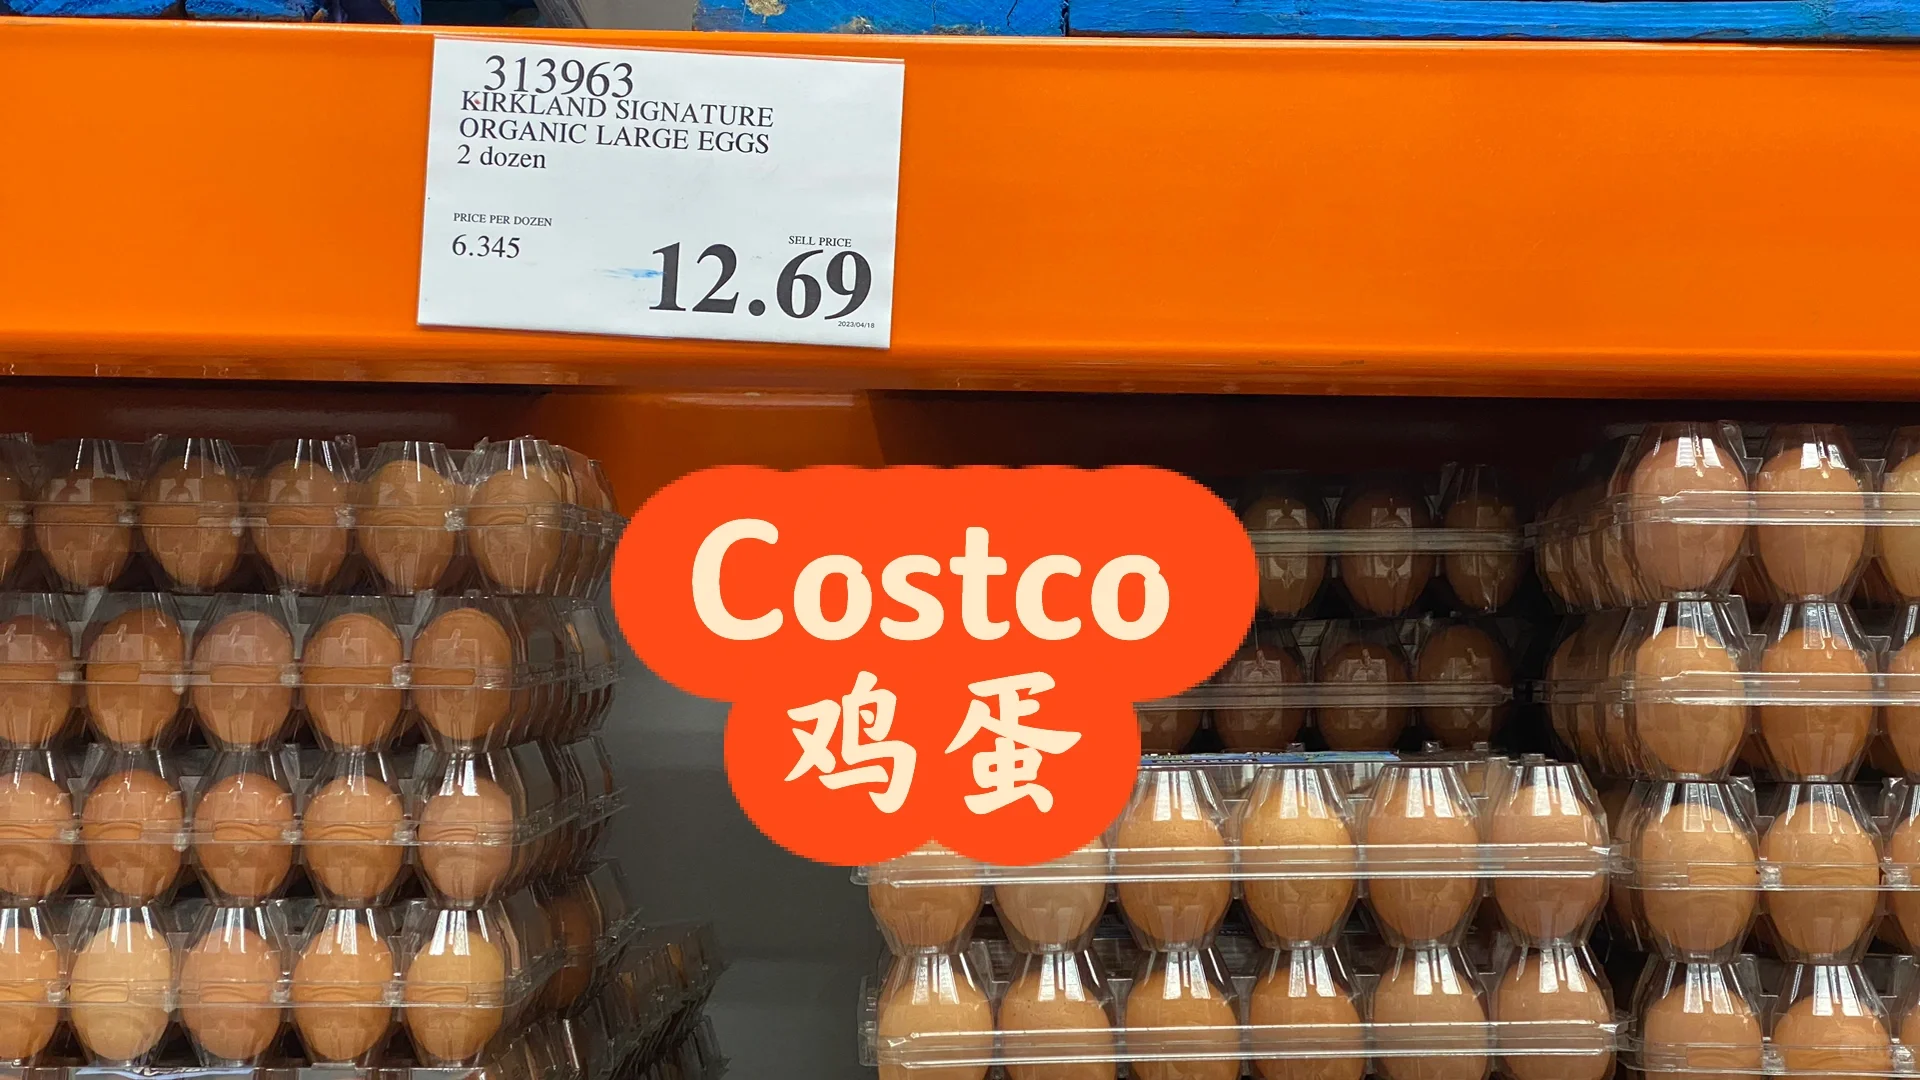 313963
KIRKLAND SIGNATURE
ORGANIC LARGE EGGS
2 dozen
PRICE PER DOZEN
6.345
SELL PRICE
12.69
2023/04/18
Costco
鸡蛋